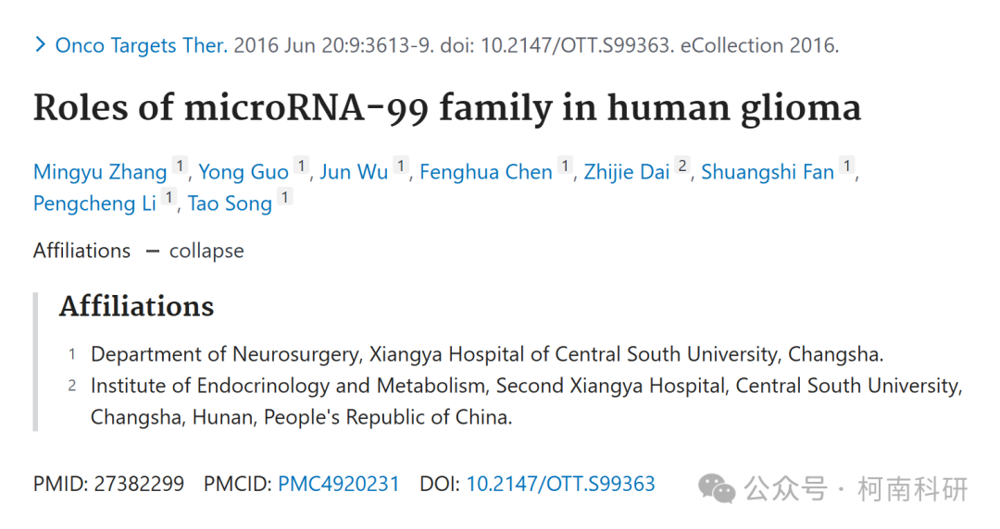 > Onco Targets Ther. 2016 Jun 20:9:3613-9. doi: 10.2147/OTT.S99363. eCollection 2016.
Roles of microRNA-99 family in human glioma
Mingyu Zhang 1, Yong Guo 1, Jun Wu 1, Fenghua Chen 1, Zhijie Dai 2, Shuangshi Fan 1,
Pengcheng Li 1, Tao Song 1
Affiliations — collapse
Affiliations
1 Department of Neurosurgery, Xiangya Hospital of Central South University, Changsha.
2 Institute of Endocrinology and Metabolism, Second Xiangya Hospital, Central South University,
Changsha, Hunan, People's Republic of China.
PMID: 27382299 PMCID: PMC4920231 DOI: 10.2147/OTT.S99363
公众号 · 柯南科研